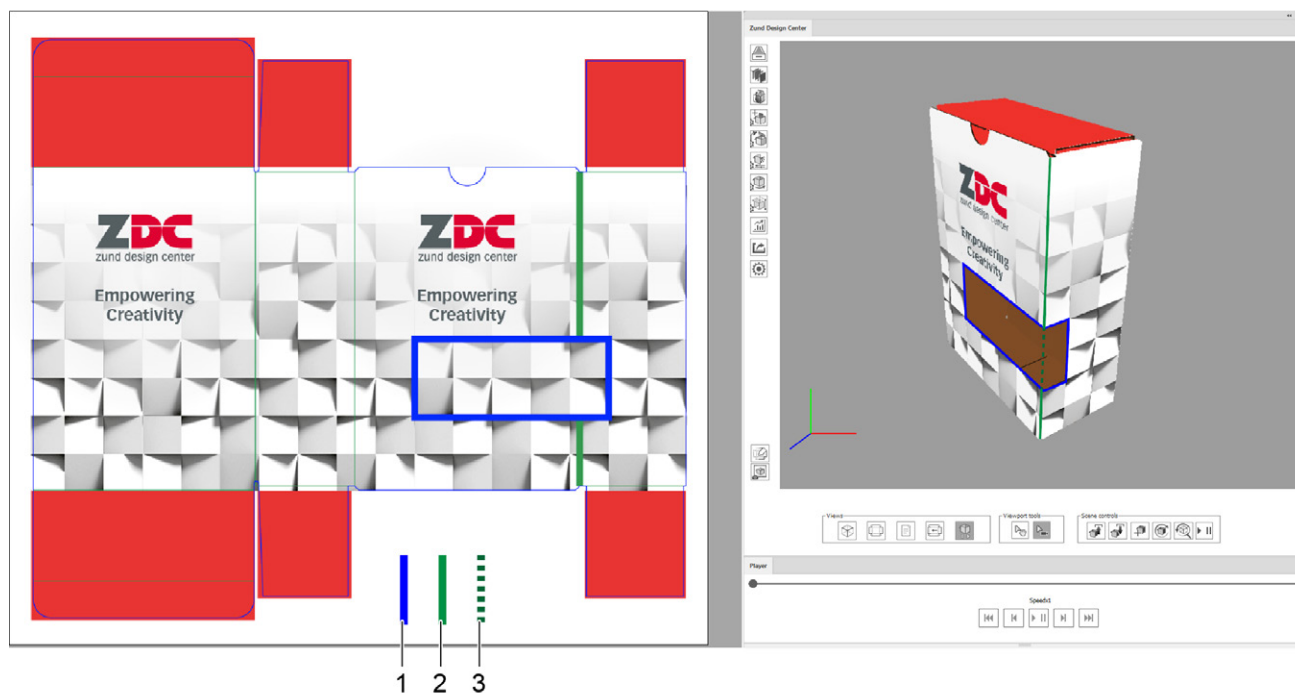 ZDC
zund design center
Empowering
Creativity
ZDC
zund design center
Empowering
Creativity
1 2 3
Zund Design Center
ZDC
zund design center
Empowering
Creativity
Views
Viewport tools
Scene controls
Player
Speedx1